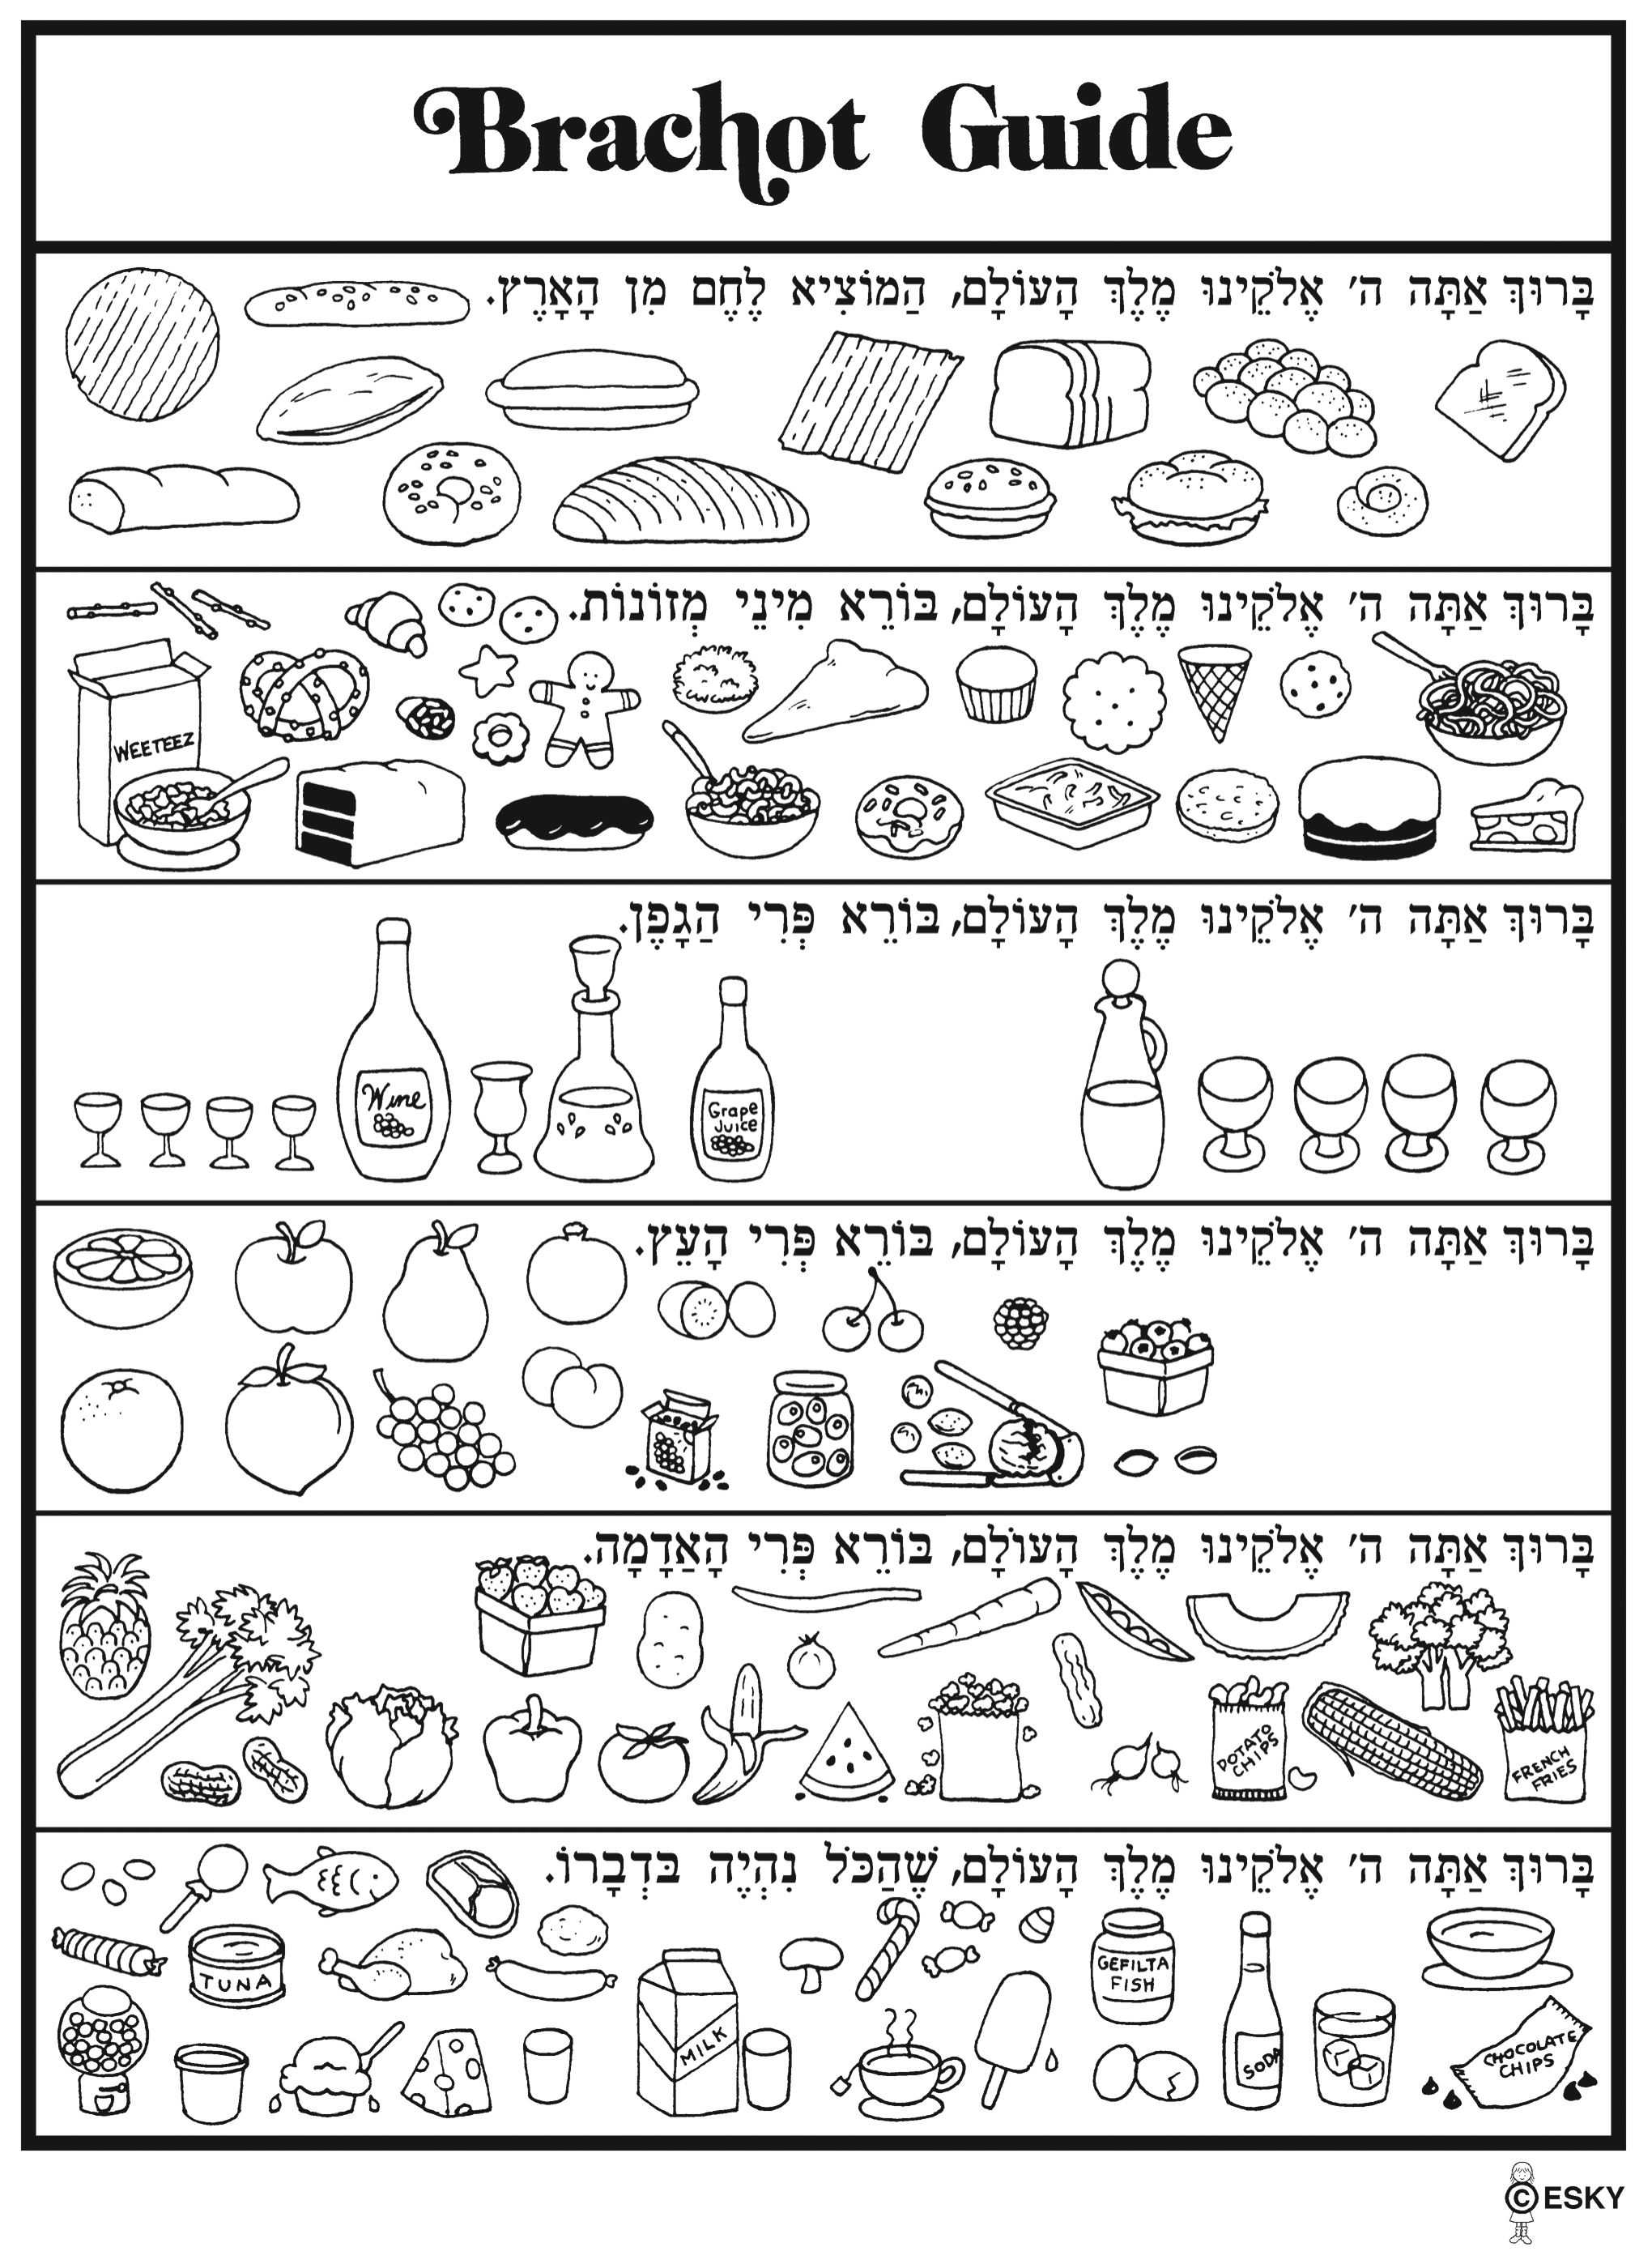 Brachot Guide
בָּרוּךְ אַתָּה ה׳ אֱלֹקֵינוּ מֶלֶךְ הָעוֹלָם, הַמוֹצִיא לֶחֶם מִן הָאָרֶץ.
בָּרוּךְ אַתָּה ה׳ אֱלֹקֵינוּ מֶלֶךְ הָעוֹלָם, בּוֹרֵא מִינֵי מְזוֹנוֹת.
WEETEEZ
בָּרוּךְ אַתָּה ה׳ אֱלֹקֵינוּ מֶלֶךְ הָעוֹלָם, בּוֹרֵא פְּרִי הַגָפֶן.
Wine
Grape
Juice
בָּרוּךְ אַתָּה ה׳ אֱלֹקֵינוּ מֶלֶךְ הָעוֹלָם, בּוֹרֵא פְּרִי הָעֵץ.
בָּרוּךְ אַתָּה ה׳ אֱלֹקֵינוּ מֶלֶךְ הָעוֹלָם, בּוֹרֵא פְּרִי הָאַדָמָה.
POTATO
CHIPS
FRENCH
FRIES
בָּרוּךְ אַתָּה ה׳ אֱלֹקֵינוּ מֶלֶךְ הָעוֹלָם, שֶׁהַכֹּל נִהְיֶה בִּדְבָרוֹ.
TUNA
MILK
GEFILTA
FISH
SODA
CHOCOLATE
CHIPS
© ESKY